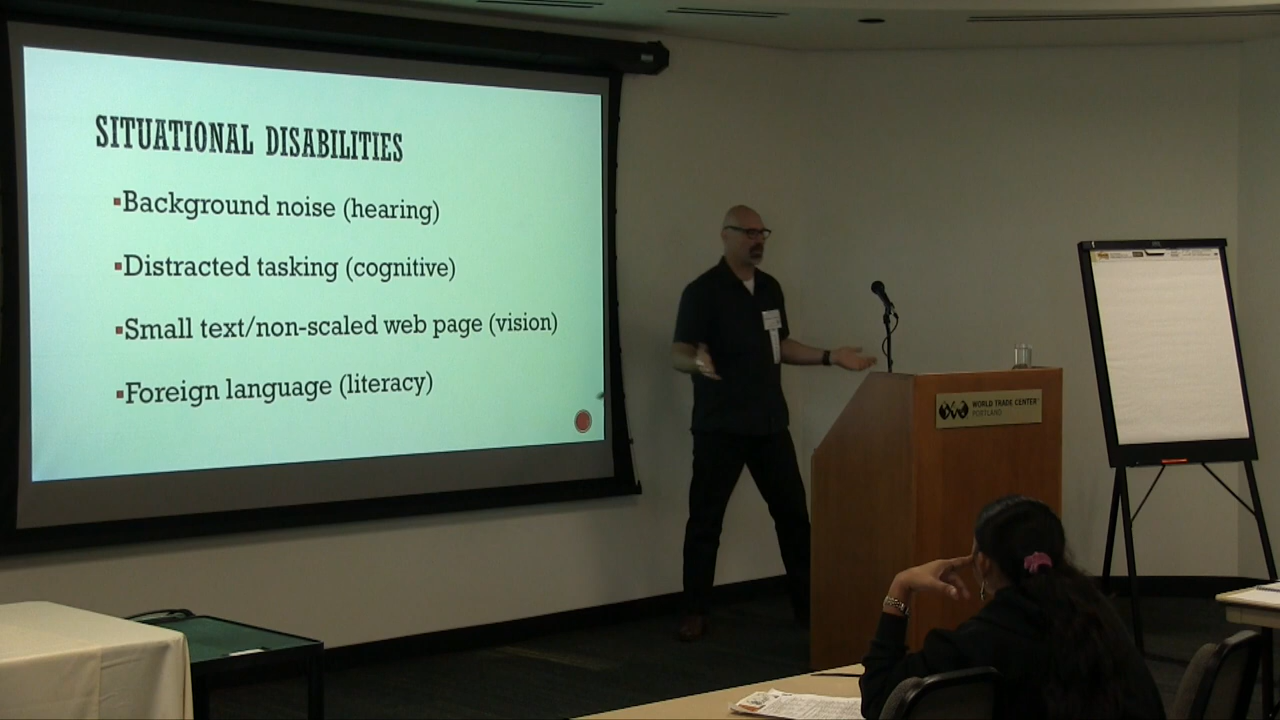 SITUATIONAL DISABILITIES
▪Background noise (hearing)
▪Distracted tasking (cognitive)
▪Small text/non-scaled web page (vision)
▪Foreign language (literacy)
WORLD TRADE CENTER
PORTLAND